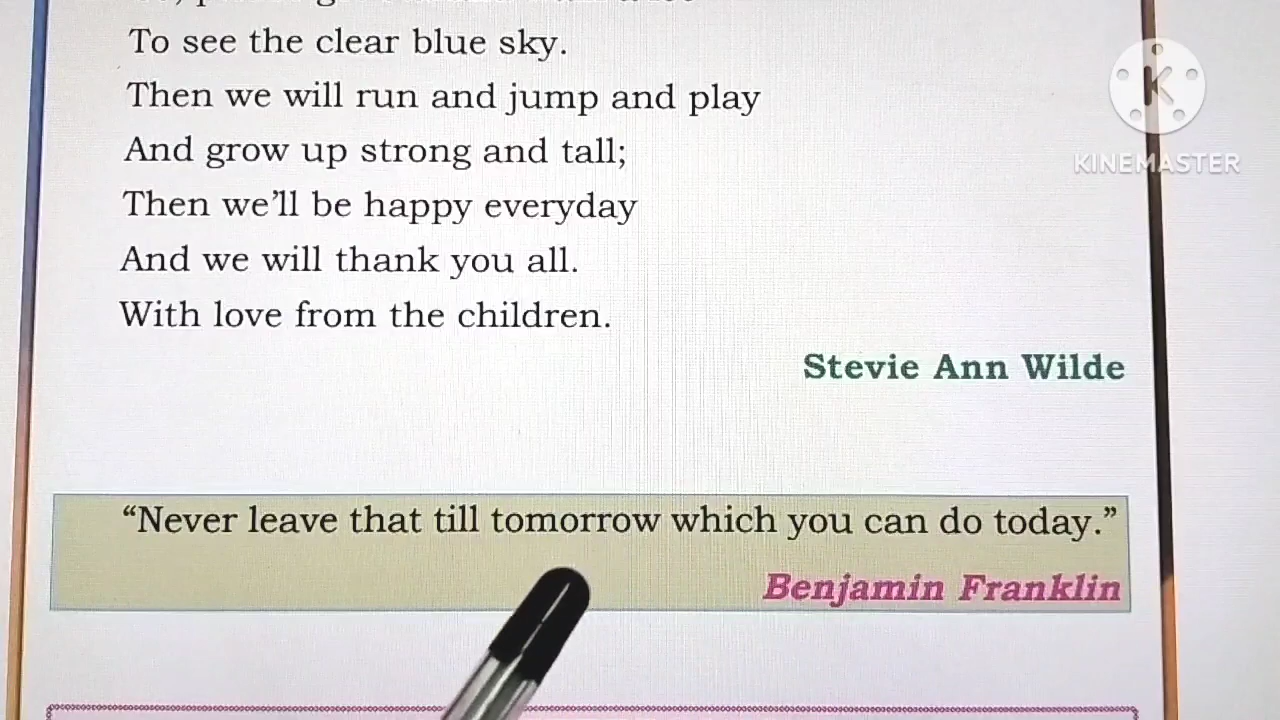 To see the clear blue sky.
Then we will run and jump and play
And grow up strong and tall;
Then we'll be happy everyday
And we will thank you all.
With love from the children.
Stevie Ann Wilde
“Never leave that till tomorrow which you can do today.”
Benjamin Franklin
K
KINEMASTER